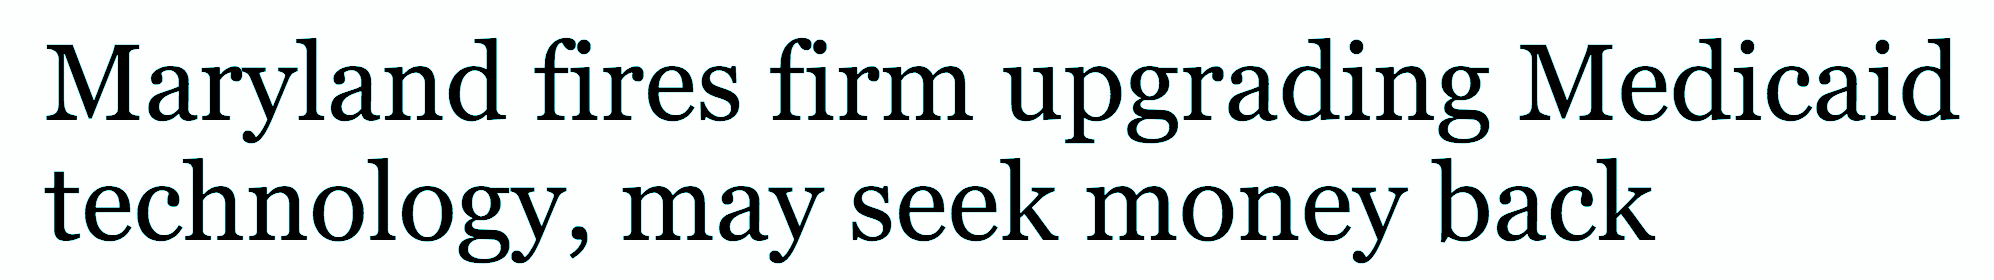 Maryland fires firm upgrading Medicaid
technology, may seek money back